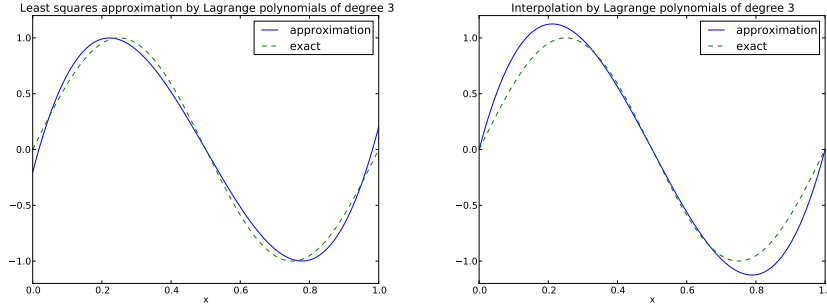 Least squares approximation by Lagrange polynomials of degree 3
approximation
exact
1.0
0.5
0.0
−0.5
−1.0
0.0 0.2 0.4 0.6 0.8 1.0
x
Interpolation by Lagrange polynomials of degree 3
approximation
exact
1.0
0.5
0.0
−0.5
−1.0
0.0 0.2 0.4 0.6 0.8 1.0
x